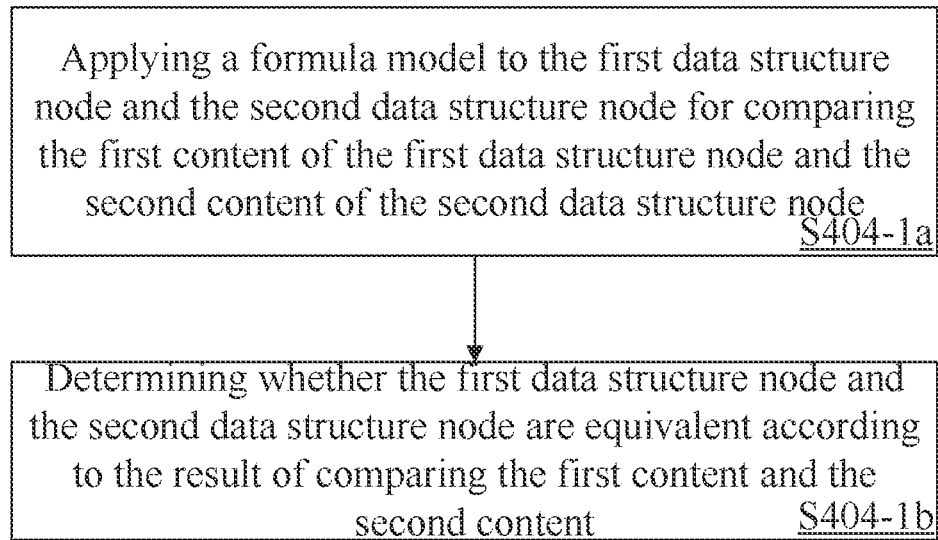 Applying a formula model to the first data structure
node and the second data structure node for comparing
the first content of the first data structure node and the
second content of the second data structure node
S404-1a
Determining whether the first data structure node and
the second data structure node are equivalent according
to the result of comparing the first content and the
second content S404-1b